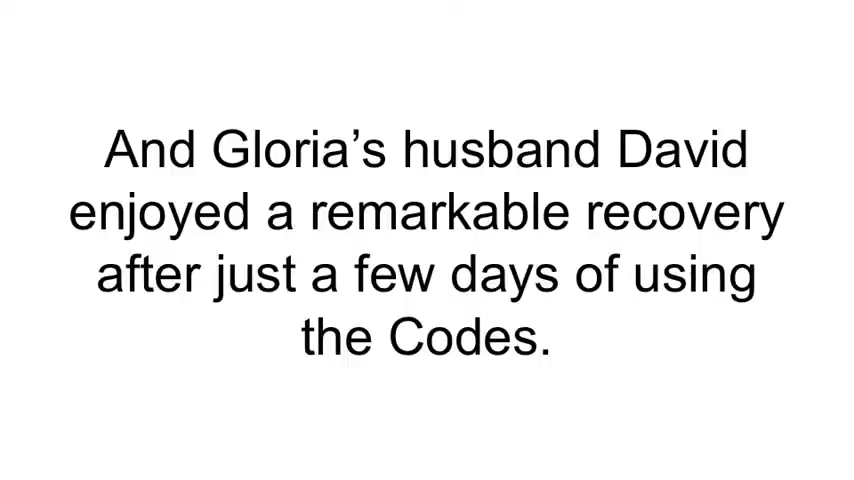 And Gloria’s husband David
enjoyed a remarkable recovery
after just a few days of using
the Codes.